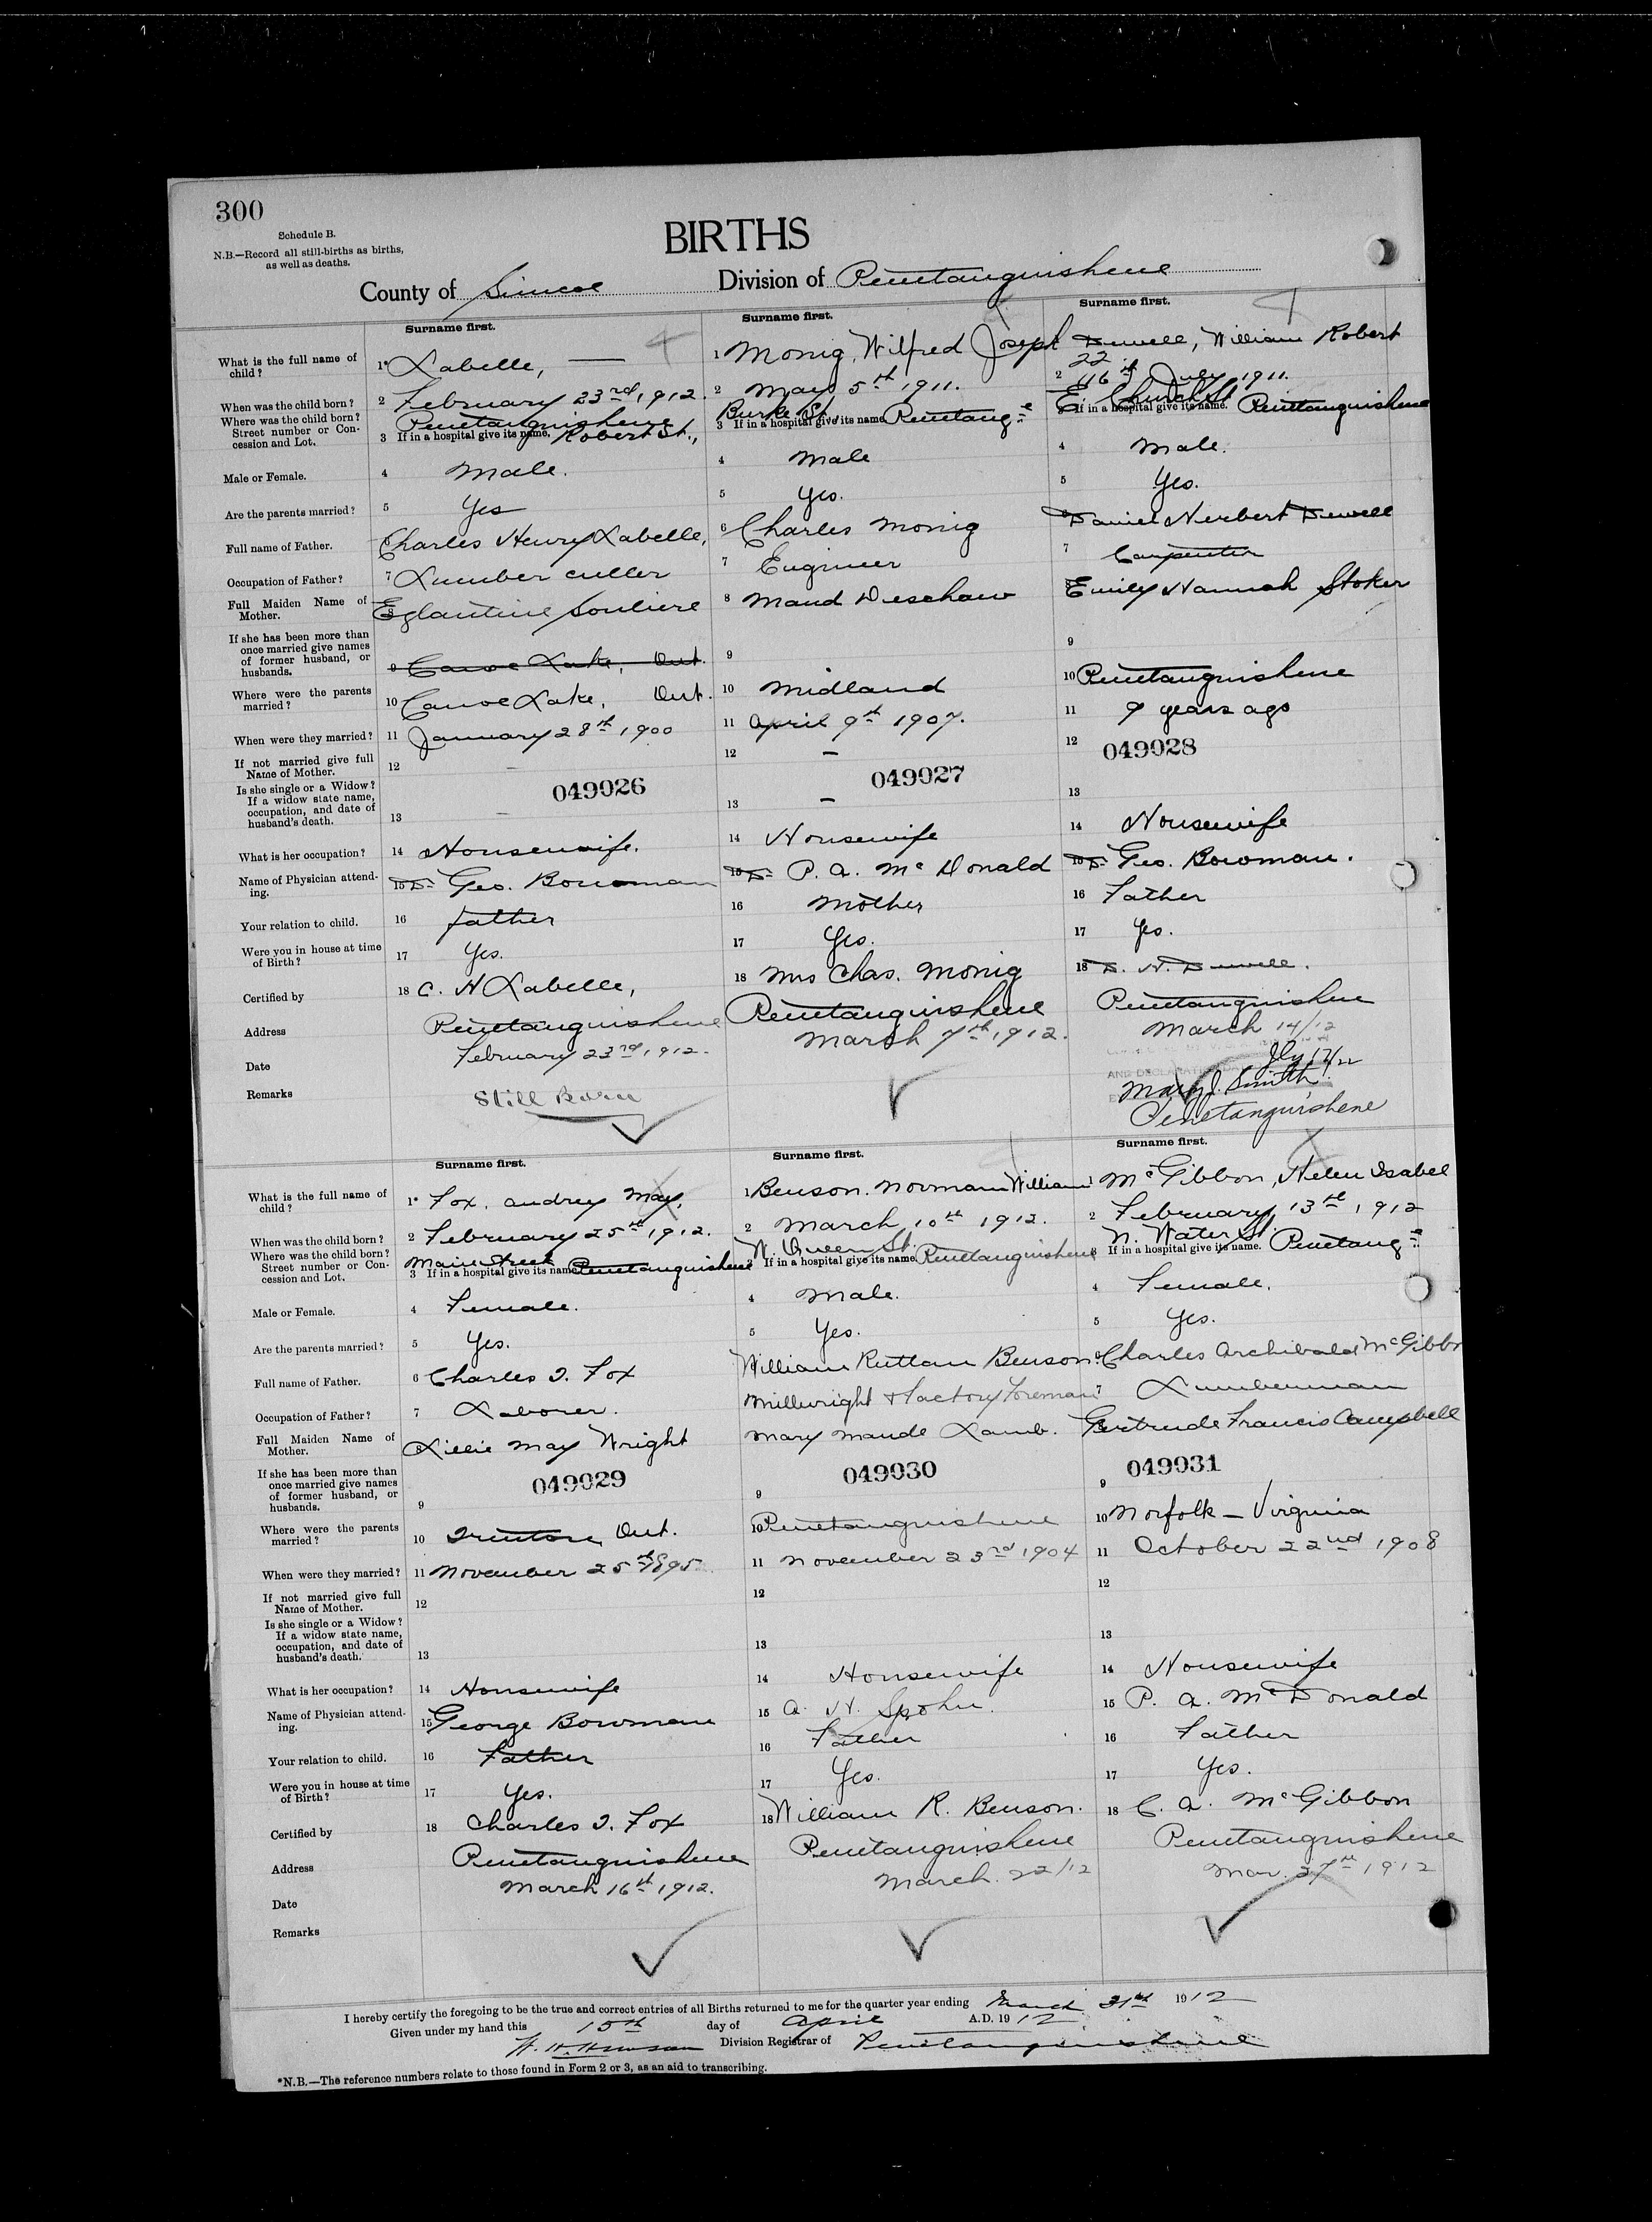 300
Schedule B.
N.B.—Record all still-births as births,
as well as deaths.
BIRTHS
County of Simcoe Division of Penetanguishene
Surname first.
Surname first.
Surname first.
What is the full name of child? 1* Labelle, —
1 Monig, Wilfred Joseph
Dewell, William Robert
When was the child born? 2 February 23rd, 1912.
2 May 5th 1911.
22
2 16th July 1911.
Where was the child born? Street number or Concession and Lot. Penetanguishene
3 If in a hospital give its name, Robert St.,
Burke St.,
3 If in a hospital give its name. Penetang-e
E. Church St
If in a hospital give its name. Penetanguishene
Male or Female. 4 Male.
4 Male
4 Male.
Are the parents married? 5 Yes
5 Yes.
5 Yes.
Full name of Father. Charles Henry Labelle,
6 Charles Monig
Daniel Herbert Dewell
Occupation of Father? 7 Lumber culler
7 Engineer
7 Carpenter
Full Maiden Name of Mother. 8 Eglantine Souliere
8 Maud Deschaw
Emily Hannah Stoker
If she has been more than once married give names of former husband, or husbands. 9 Canoe Lake, Ont.
9
9
Where were the parents married? 10 Canoe Lake, Ont.
10 Midland
10 Penetanguishene
When were they married? 11 January 28th 1900
11 April 9th 1907.
11 9 years ago
If not married give full Name of Mother. 12
12 –
12
049026
049027
049028
Is she single or a Widow? If a widow state name, occupation, and date of husband's death. 13
13 –
13
What is her occupation? 14 Housewife.
14 Housewife
14 Housewife
Name of Physician attending. 15 Dr Geo. Bowman
15 Dr P. A. McDonald
15 Dr Geo. Bowman.
Your relation to child. 16 father
16 Mother
16 Father
Were you in house at time of Birth? 17 Yes.
17 Yes.
17 Yes.
Certified by 18 C. H Labelle,
18 Mrs Chas. Monig
18 D. H. Dewell.
Address Penetanguishene
Penetanguishene
Penetanguishene
Date February 23rd, 1912.
March 7th, 1912.
March 14/12
Remarks Still Born
Mary J. Smith
Penetanguishene
Surname first.
Surname first.
Surname first.
What is the full name of child? 1* Fox, Audrey May,
1 Benson. Norman William
1 McGibbon, Helen Isabel
When was the child born? 2 February 25th 1912.
2 March 10th 1912.
2 February 13th, 1912
Where was the child born? Street number or Concession and Lot. Main Street
3 If in a hospital give its name Penetanguishene
W. Queen St.
3 If in a hospital give its name Penetanguishene
N. Water St.
3 If in a hospital give its name. Penetang-e
Male or Female. 4 Female.
4 Male.
4 Female.
Are the parents married? 5 Yes.
5 Yes.
5 Yes.
Full name of Father. 6 Charles I. Fox
William Ruttan Benson.
Charles Archibald McGibbon
Occupation of Father? 7 Laborer.
Millwright & Factory Foreman
7 Lumberman
Full Maiden Name of Mother. Lillie May Wright
Mary Maude Lamb.
Gertrude Francis Campbell
049029
049030
049031
If she has been more than once married give names of former husband, or husbands. 9
9
9
Where were the parents married? 10 Trenton, Ont.
10 Penetanguishene
10 Norfolk – Virginia
When were they married? 11 November 25th 1895
11 November 23rd 1904
11 October 22nd 1908
If not married give full Name of Mother. 12
12
12
Is she single or a Widow? If a widow state name, occupation, and date of husband's death. 13
13
13
What is her occupation? 14 Housewife
14 Housewife
14 Housewife
Name of Physician attending. 15 George Bowman
15 A. H. Spohn.
15 P. A. McDonald
Your relation to child. 16 Father
16 Father
16 Father
Were you in house at time of Birth? 17 Yes.
17 Yes.
17 Yes.
Certified by 18 Charles I. Fox
18 William R. Benson.
18 C. A. McGibbon
Address Penetanguishene
Penetanguishene
Penetanguishene
Date March 16th 1912.
March. 22/12
Mar. 27th 1912
Remarks
I hereby certify the foregoing to be the true and correct entries of all Births returned to me for the quarter year ending March 31st 1912
Given under my hand this 15th day of April A.D. 1912
Division Registrar of Penetanguishene
*N.B.—The reference numbers relate to those found in Form 2 or 3, as an aid to transcribing.